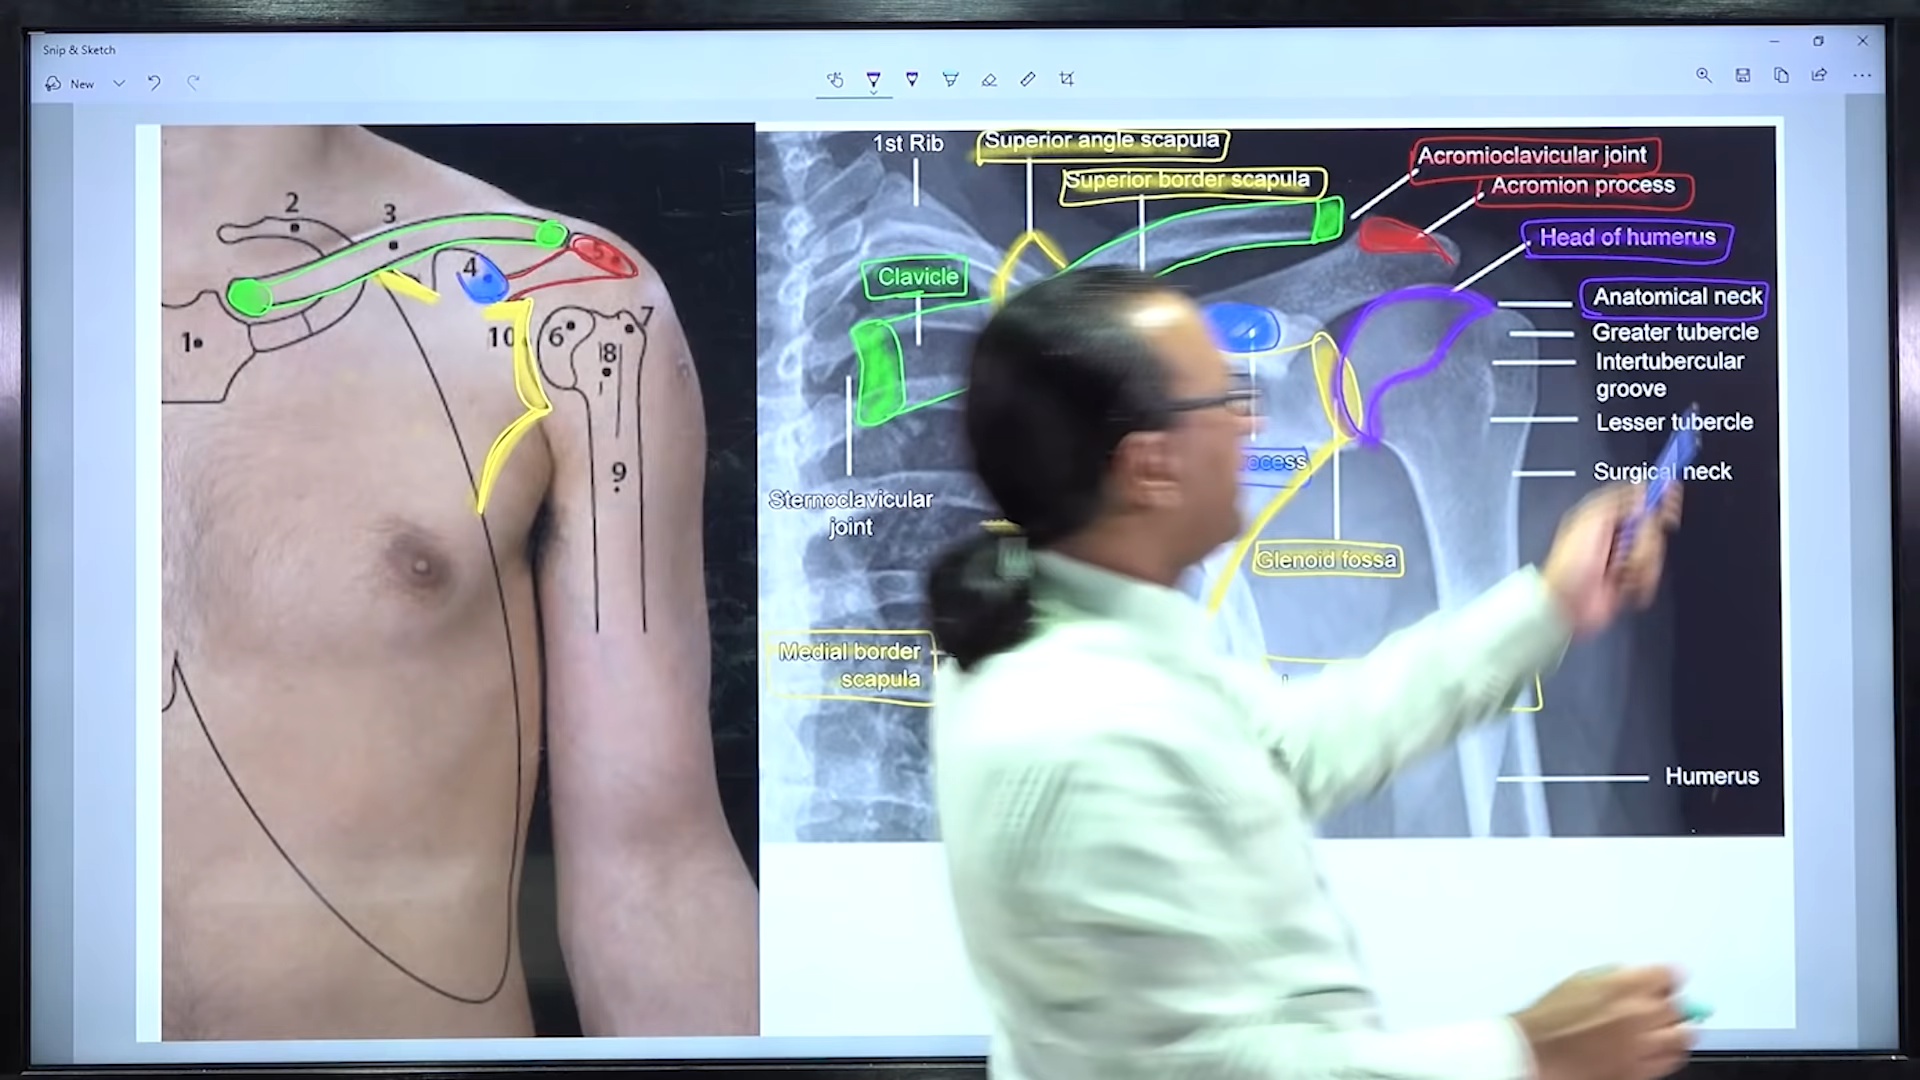 Snip & Sketch
New
1st Rib
Superior angle scapula
Superior border scapula
Acromioclavicular joint
Acromion process
Head of humerus
Clavicle
Anatomical neck
Greater tubercle
Intertubercular
groove
Lesser tubercle
Surgical neck
Sternoclavicular
joint
Glenoid fossa
Medial border
scapula
Humerus
2
3
4
5
1
10
6
7
8
9